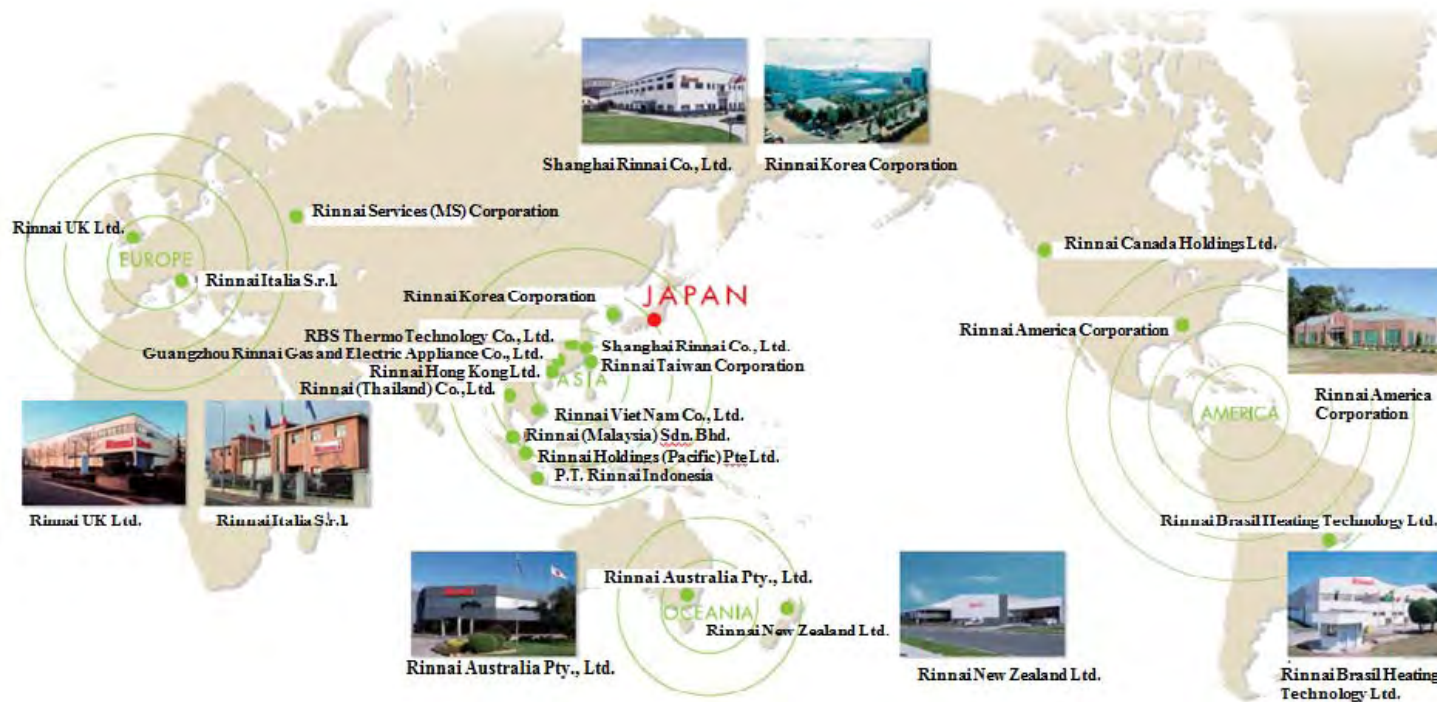 Shanghai Rinnai Co., Ltd.
Rinnai Korea Corporation
Rinnai Services (MS) Corporation
Rinnai UK Ltd.
EUROPE
Rinnai Italia S.r.l.
Rinnai Canada Holdings Ltd.
Rinnai Korea Corporation
JAPAN
Rinnai America Corporation
RBS Thermo Technology Co., Ltd.
Shanghai Rinnai Co., Ltd.
Guangzhou Rinnai Gas and Electric Appliance Co., Ltd.
Rinnai Taiwan Corporation
Rinnai Hong Kong Ltd.
ASIA
Rinnai (Thailand) Co., Ltd.
Rinnai America
Corporation
AMERICA
Rinnai Viet Nam Co., Ltd.
Rinnai (Malaysia) Sdn. Bhd.
Rinnai Holdings (Pacific) Pte Ltd.
P.T. Rinnai Indonesia
Rinnai UK Ltd.
Rinnai Italia S.r.l.
Rinnai Brasil Heating Technology Ltd.
Rinnai Australia Pty., Ltd.
OCEANIA
Rinnai New Zealand Ltd.
Rinnai Australia Pty., Ltd.
Rinnai New Zealand Ltd.
Rinnai Brasil Heating
Technology Ltd.